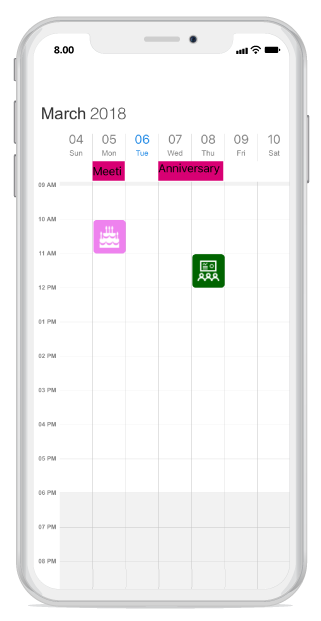 8.00
March 2018
04 05 06 07 08 09 10
Sun Mon Tue Wed Thu Fri Sat
Meeti Anniversary
09 AM
10 AM
11 AM
12 PM
01 PM
02 PM
03 PM
04 PM
05 PM
06 PM
07 PM
08 PM